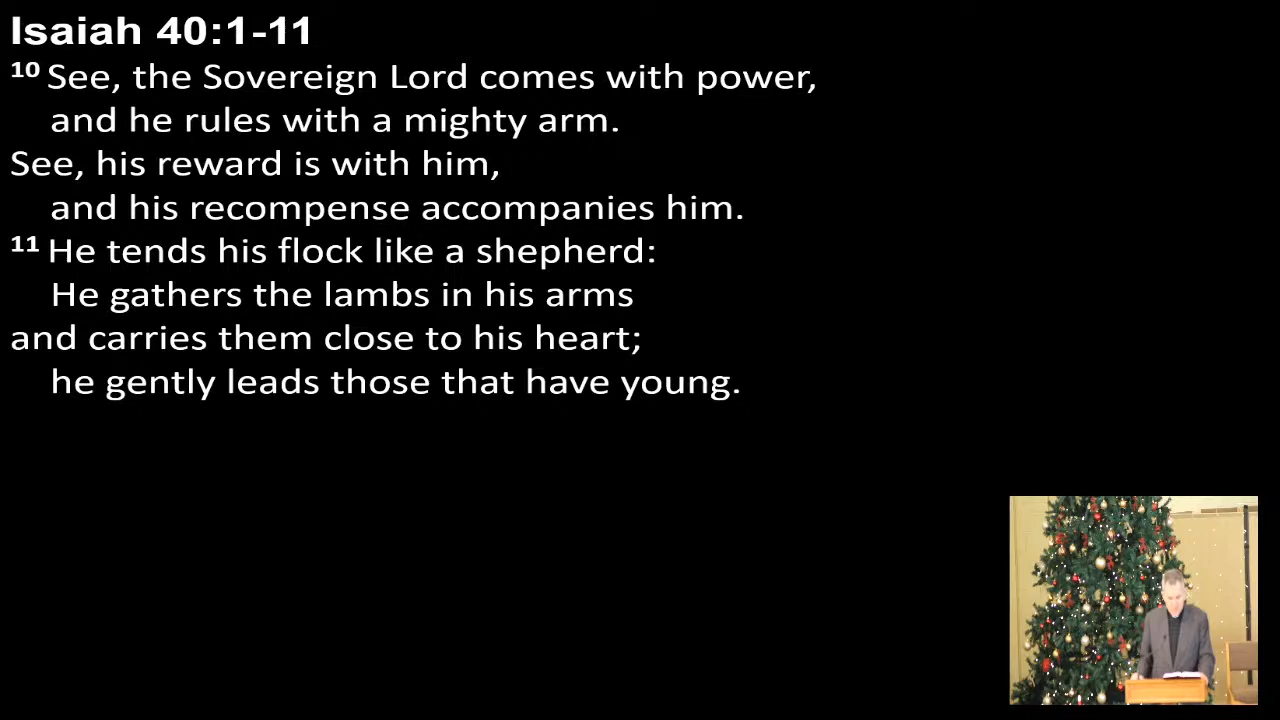 Isaiah 40:1-11
10 See, the Sovereign Lord comes with power,
and he rules with a mighty arm.
See, his reward is with him,
and his recompense accompanies him.
11 He tends his flock like a shepherd:
He gathers the lambs in his arms
and carries them close to his heart;
he gently leads those that have young.